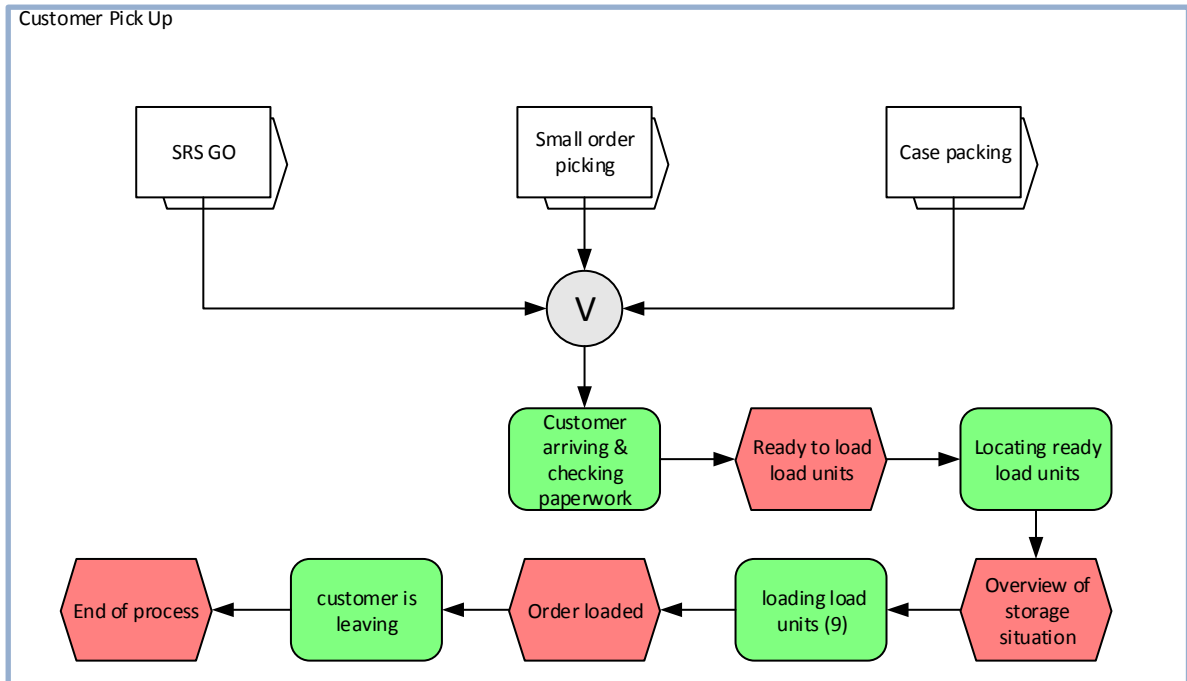 Customer Pick Up
SRS GO
Small order
picking
Case packing
V
Customer
arriving &
checking
paperwork
Ready to load
load units
Locating ready
load units
End of process
customer is
leaving
Order loaded
loading load
units (9)
Overview of
storage
situation